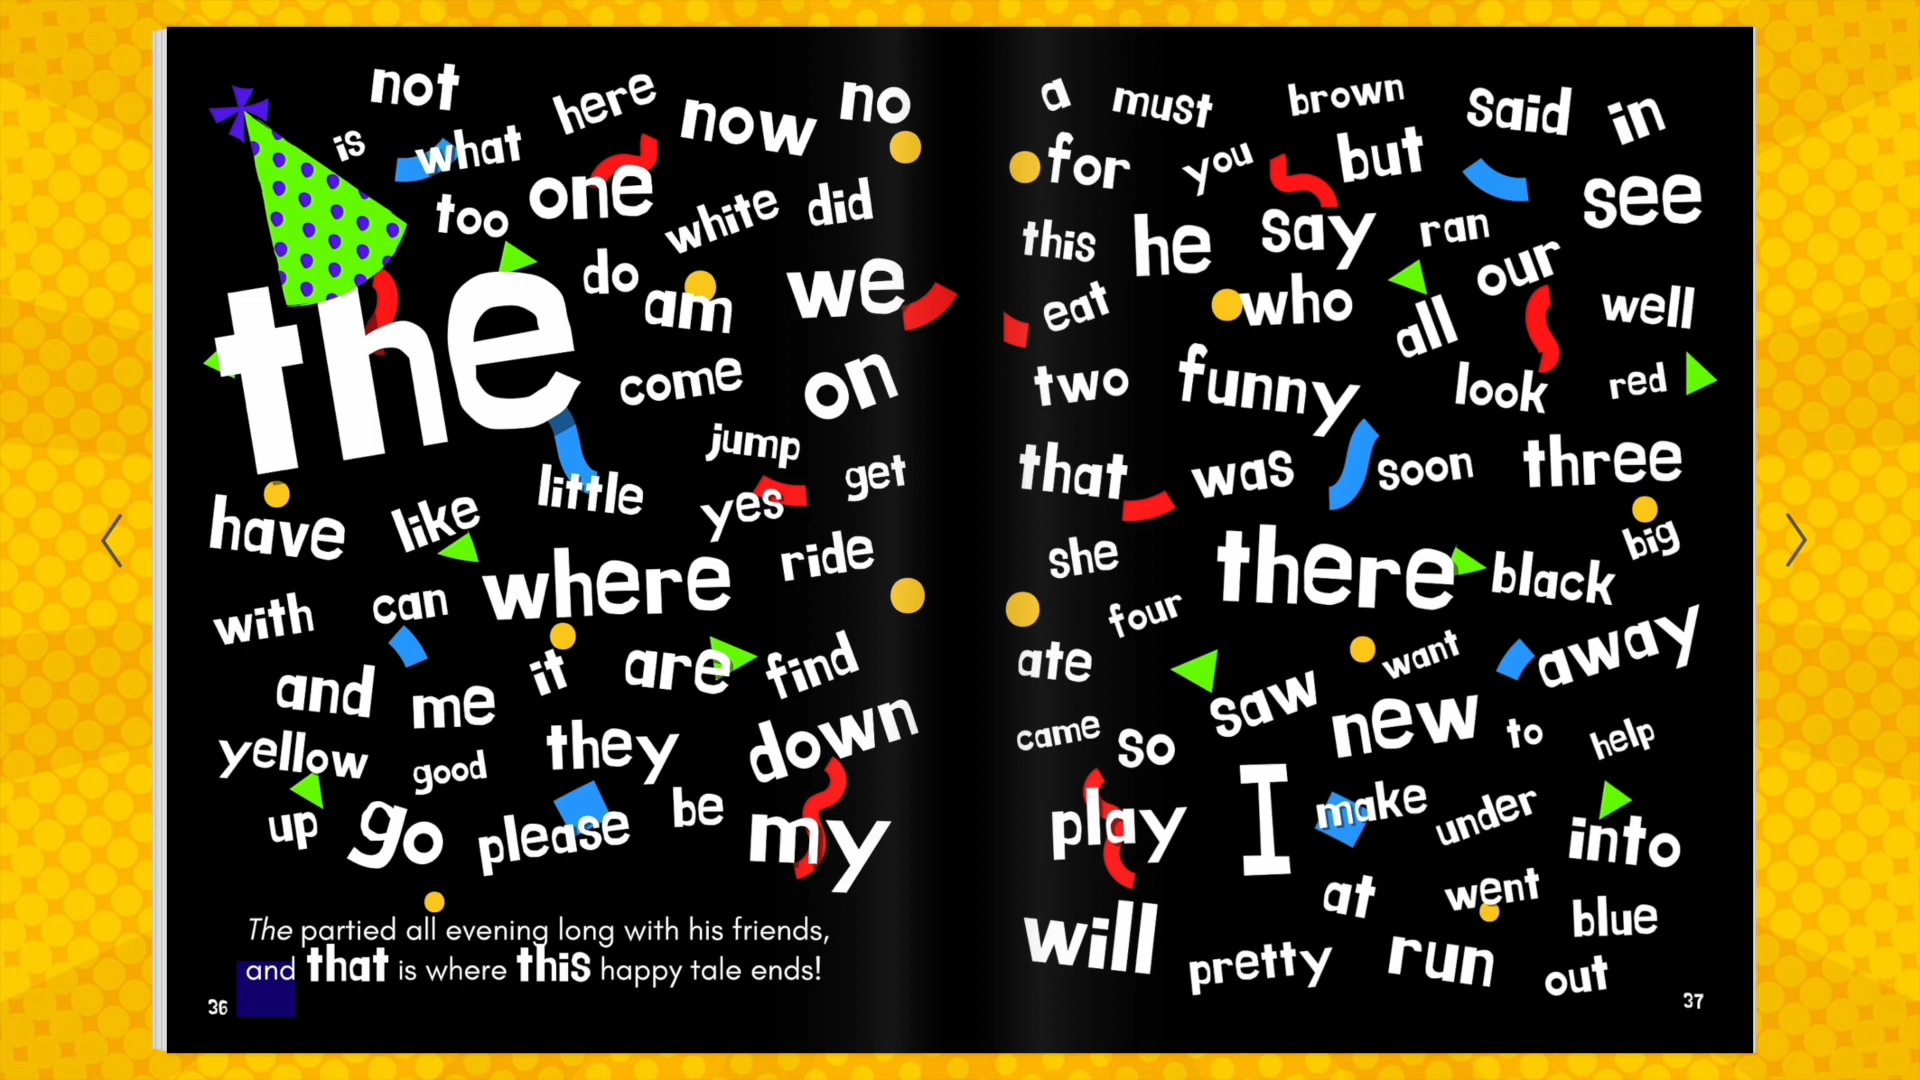 not
here
now
no
is
what
one
too
white
did
do
am
we
the
come
on
jump
little
yes
get
have
like
where
ride
with
can
it
are
find
and
me
they
down
yellow
good
up
go
please
be
my
The partied all evening long with his friends,
and that is where this happy tale ends!
36
a
must
brown
said
in
for
you
but
see
this
he
say
ran
our
eat
who
all
well
two
funny
look
red
that
was
soon
three
she
there
black
big
four
ate
want
away
saw
came
so
new
to
help
play
I
make
under
into
at
went
blue
will
pretty
run
out
37